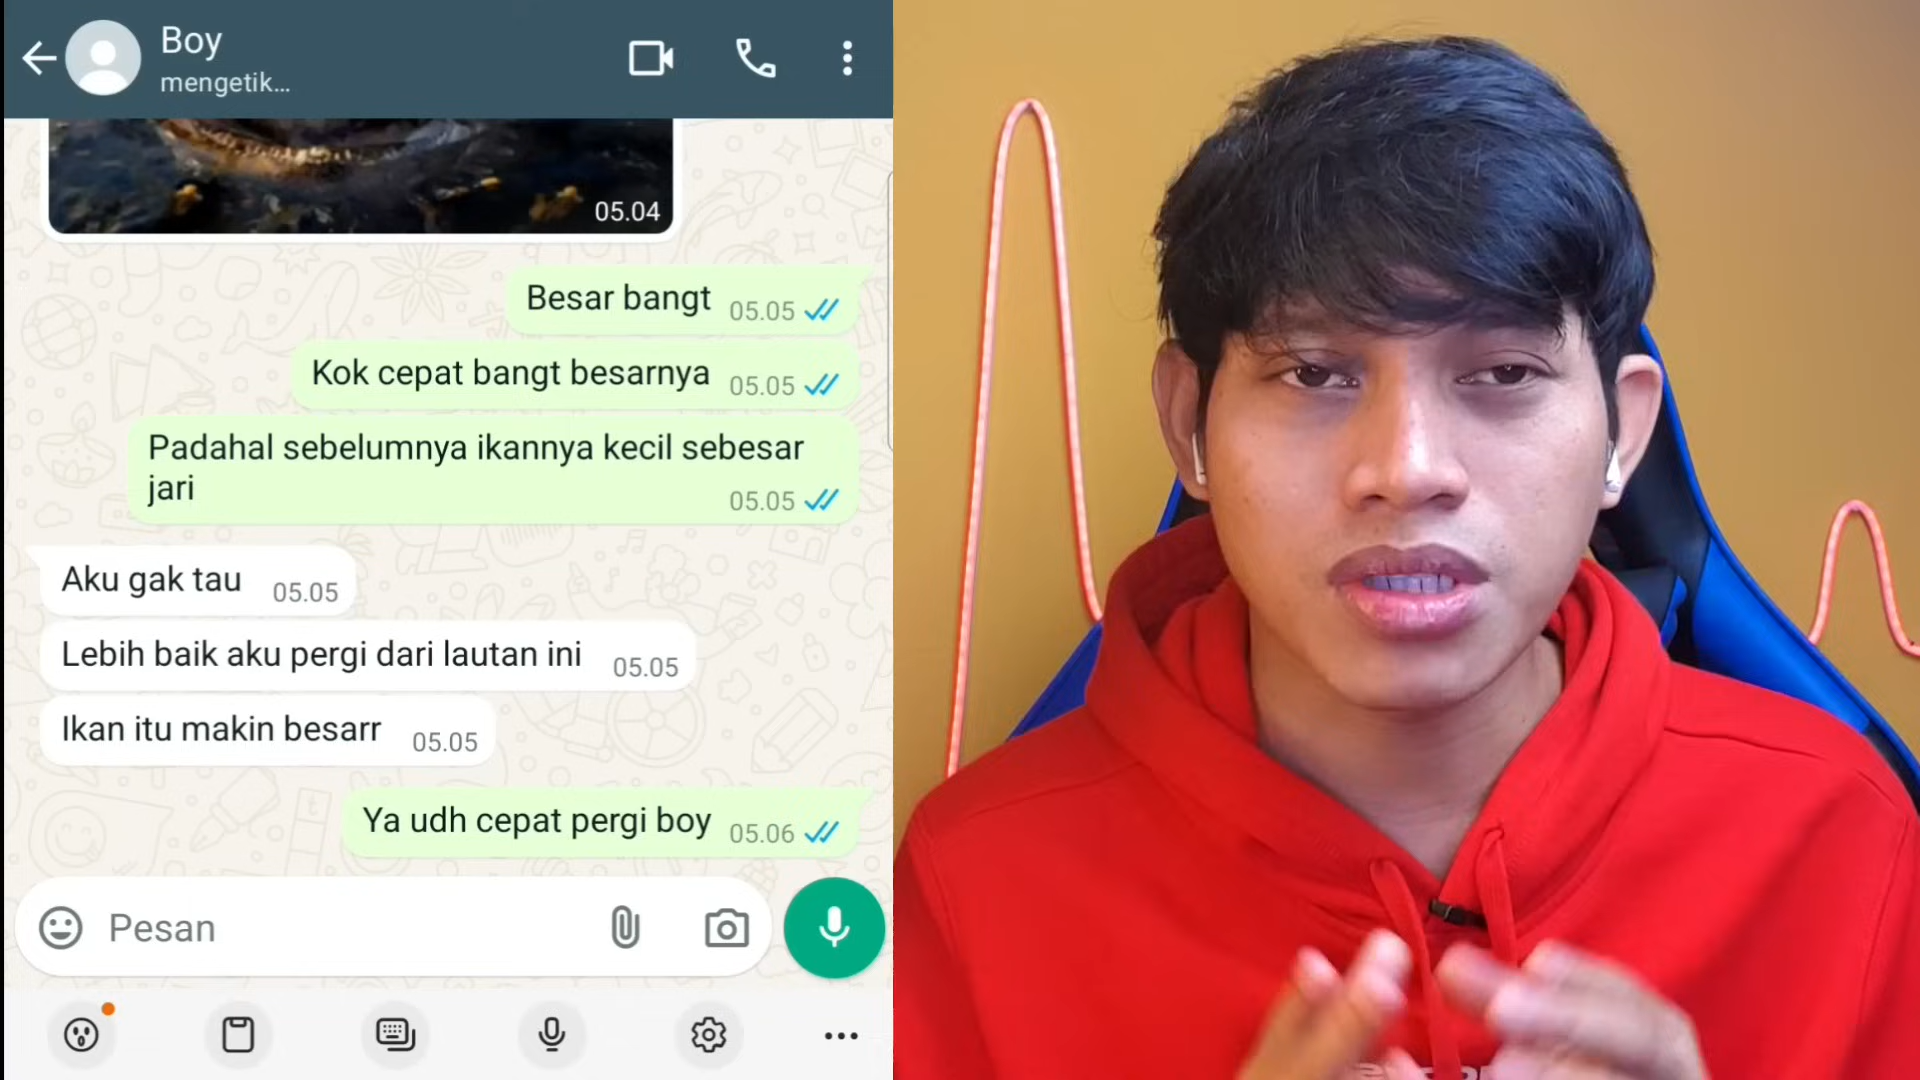 Boy
mengetik...
05.04
Besar bangt 05.05
Kok cepat bangt besarnya 05.05
Padahal sebelumnya ikannya kecil sebesar
jari 05.05
Aku gak tau 05.05
Lebih baik aku pergi dari lautan ini 05.05
Ikan itu makin besarr 05.05
Ya udh cepat pergi boy 05.06
Pesan